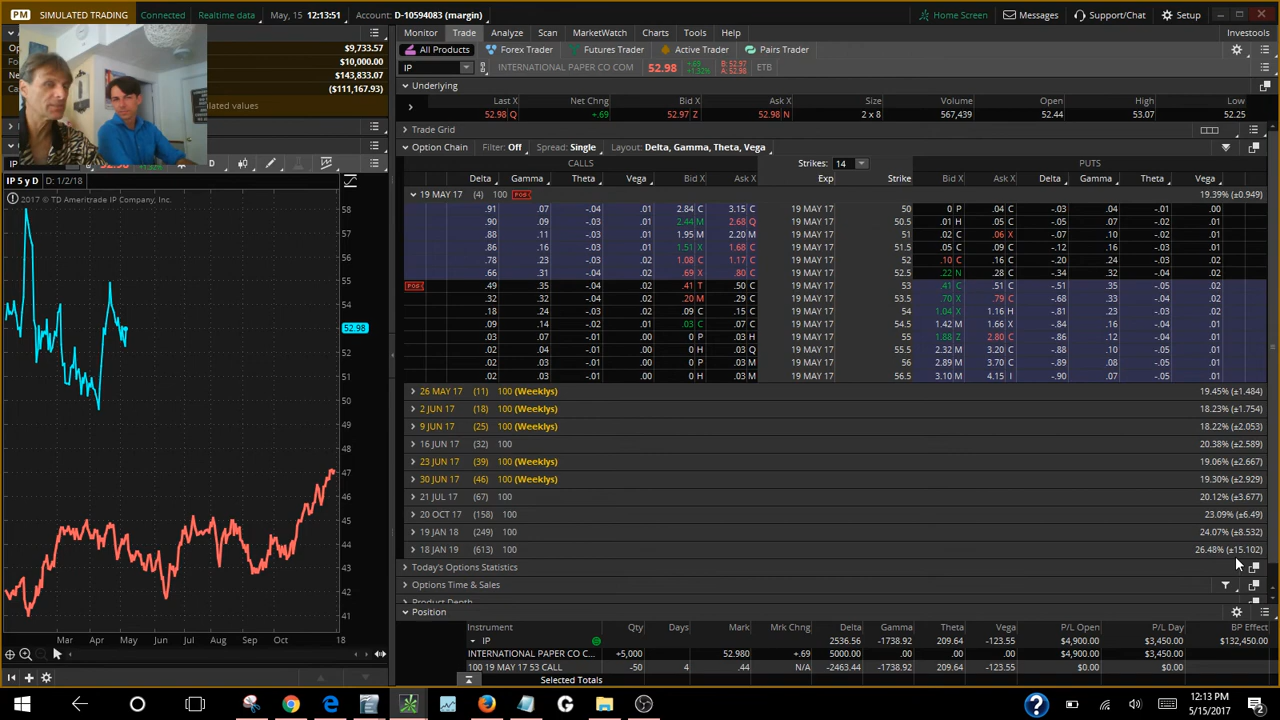 PM SIMULATED TRADING Connected Realtime data May, 15 12:13:51 Account: D-10594083 (margin) Home Screen Messages Support/Chat Setup
$9,733.57
$10,000.00
$143,833.07
($111,167.93)
Monitor Trade Analyze Scan MarketWatch Charts Tools Help Investools
All Products Forex Trader Futures Trader Active Trader Pairs Trader
IP INTERNATIONAL PAPER CO COM 52.98 +.69 +1.32% B: 52.97 A: 52.98 ETB
Underlying
Last X Net Chng Bid X Ask X Size Volume Open High Low
52.98 Q +.69 52.97 Z 52.98 N 2 x 8 567,439 52.44 53.07 52.25
Trade Grid
Option Chain Filter: Off Spread: Single Layout: Delta, Gamma, Theta, Vega
CALLS Strikes: 14 PUTS
Delta Gamma Theta Vega Bid X Ask X Exp Strike Bid X Ask X Delta Gamma Theta Vega
19 MAY 17 (4) 100 POS 19.39% (±0.949)
.91 .07 -.04 .01 2.84 C 3.15 C 19 MAY 17 50 0 P .04 C -.03 .04 -.01 .00
.90 .09 -.03 .01 2.44 M 2.68 Q 19 MAY 17 50.5 .01 H .05 C -.05 .07 -.02 .01
.88 .11 -.03 .01 1.95 M 2.20 M 19 MAY 17 51 .02 C .06 X -.07 .10 -.02 .01
.86 .16 -.03 .01 1.51 X 1.68 C 19 MAY 17 51.5 .05 C .09 C -.12 .16 -.03 .01
.78 .23 -.03 .02 1.08 C 1.17 C 19 MAY 17 52 .10 C .16 C -.20 .24 -.03 .02
.66 .31 -.04 .02 .69 X .80 C 19 MAY 17 52.5 .22 N .28 C -.34 .32 -.04 .02
POS .49 .35 -.04 .02 .41 T .50 C 19 MAY 17 53 .41 C .51 C -.51 .35 -.04 .02
.32 .32 -.04 .02 .20 M .29 C 19 MAY 17 53.5 .70 X .79 C -.68 .31 -.04 .02
.18 .24 -.03 .01 .09 C .15 C 19 MAY 17 54 1.04 X 1.16 H -.81 .23 -.03 .01
.09 .14 -.02 .01 .03 C .07 C 19 MAY 17 54.5 1.42 M 1.66 X -.86 .16 -.04 .01
.03 .07 -.01 .00 0 P .03 H 19 MAY 17 55 1.88 Z 2.80 C -.86 .12 -.04 .01
.02 .04 -.01 .00 0 H .03 Q 19 MAY 17 55.5 2.32 M 3.20 C -.88 .10 -.05 .01
.02 .03 -.01 .00 0 P .03 M 19 MAY 17 56 2.89 M 3.70 C -.89 .08 -.05 .01
.02 .03 -.01 .00 0 H .03 M 19 MAY 17 56.5 3.10 M 4.15 I -.90 .07 -.05 .01
26 MAY 17 (11) 100 (Weeklys) 19.45% (±1.484)
2 JUN 17 (18) 100 (Weeklys) 18.23% (±1.754)
9 JUN 17 (25) 100 (Weeklys) 18.22% (±2.053)
16 JUN 17 (32) 100 20.38% (±2.589)
23 JUN 17 (39) 100 (Weeklys) 19.06% (±2.667)
30 JUN 17 (46) 100 (Weeklys) 19.30% (±2.929)
21 JUL 17 (67) 100 20.12% (±3.677)
20 OCT 17 (158) 100 23.09% (±6.49)
19 JAN 18 (249) 100 24.07% (±8.532)
18 JAN 19 (613) 100 26.48% (±15.102)
Today's Options Statistics
Options Time & Sales
Product Depth
Position
Instrument Qty Days Mark Mrk Chng Delta Gamma Theta Vega P/L Open P/L Day BP Effect
IP 2536.56 -1738.92 209.64 -123.55 $4,900.00 $3,450.00 $132,450.00
INTERNATIONAL PAPER CO C... +5,000 52.980 +.69 5000.00 .00 .00 .00 $4,900.00 $3,450.00
100 19 MAY 17 53 CALL -50 4 .44 N/A -2463.44 -1738.92 209.64 -123.55 $0.00 $0.00
Selected Totals
IP 5 y D D: 1/2/18
© 2017 © TD Ameritrade IP Company, Inc.
58
57
56
55
54
52.98
52
51
50
49
48
47
46
45
44
43
42
41
Mar Apr May Jun Jul Aug Sep Oct 18
12:13 PM
5/15/2017